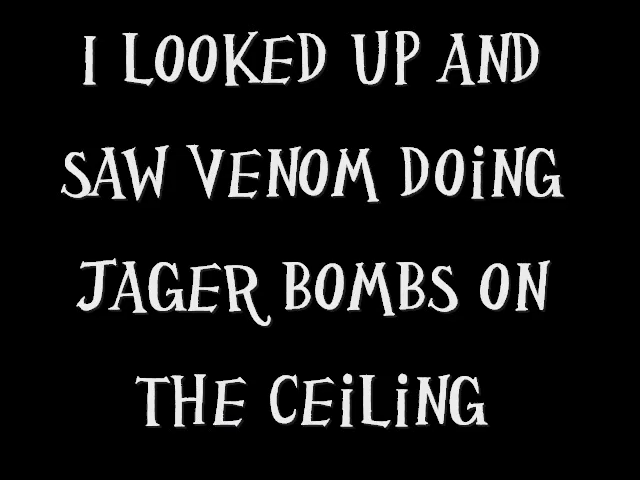 I LOOKED UP AND
SAW VENOM DOiNG
JAGER BOMBS ON
THE CEiLiNG